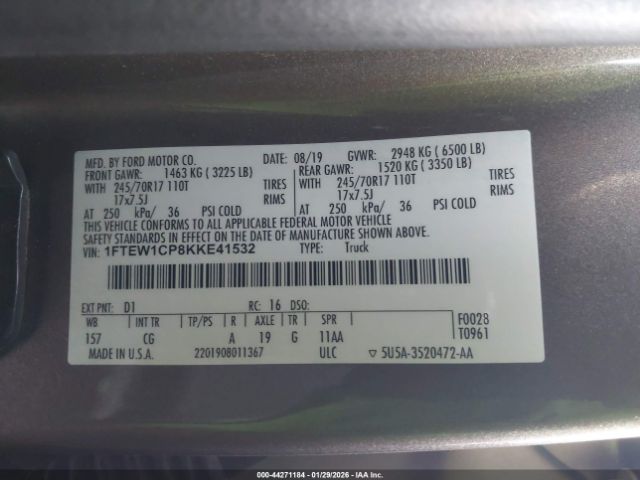 MFD. BY FORD MOTOR CO.
DATE: 08/19 GVWR: 2948 KG ( 6500 LB)
FRONT GAWR: 1463 KG ( 3225 LB) REAR GAWR: 1520 KG ( 3350 LB)
WITH 245/70R17 110T TIRES WITH 245/70R17 110T TIRES
17x7.5J RIMS 17x7.5J RIMS
AT 250 kPa/ 36 PSI COLD AT 250 kPa/ 36 PSI COLD
THIS VEHICLE CONFORMS TO ALL APPLICABLE FEDERAL MOTOR VEHICLE
SAFETY STANDARDS IN EFFECT ON THE DATE OF MANUFACTURE SHOWN ABOVE.
VIN: 1FTEW1CP8KKE41532 TYPE: Truck
EXT PNT: D1 RC: 16 DSO:
WB INT TR TP/PS R AXLE TR SPR F0028
157 CG A 19 G 11AA T0961
MADE IN U.S.A. 2201908011367 ULC ▽ 5U5A-3520472-AA
000-44271184 | 01/29/2026 - IAA Inc. | Copart